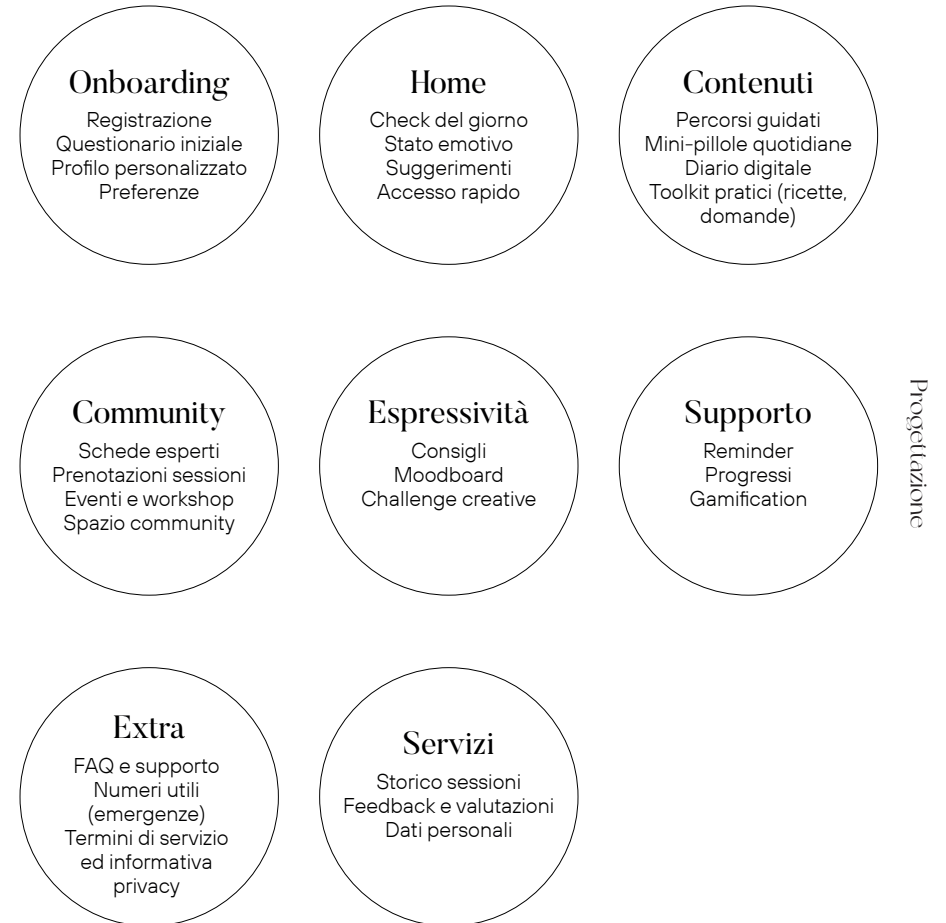 Onboarding
Registrazione
Questionario iniziale
Profilo personalizzato
Preferenze
Home
Check del giorno
Stato emotivo
Suggerimenti
Accesso rapido
Contenuti
Percorsi guidati
Mini-pillole quotidiane
Diario digitale
Toolkit pratici (ricette,
domande)
Community
Schede esperti
Prenotazioni sessioni
Eventi e workshop
Spazio community
Espressività
Consigli
Moodboard
Challenge creative
Supporto
Reminder
Progressi
Gamification
Progettazione
Extra
FAQ e supporto
Numeri utili
(emergenze)
Termini di servizio
ed informativa
privacy
Servizi
Storico sessioni
Feedback e valutazioni
Dati personali